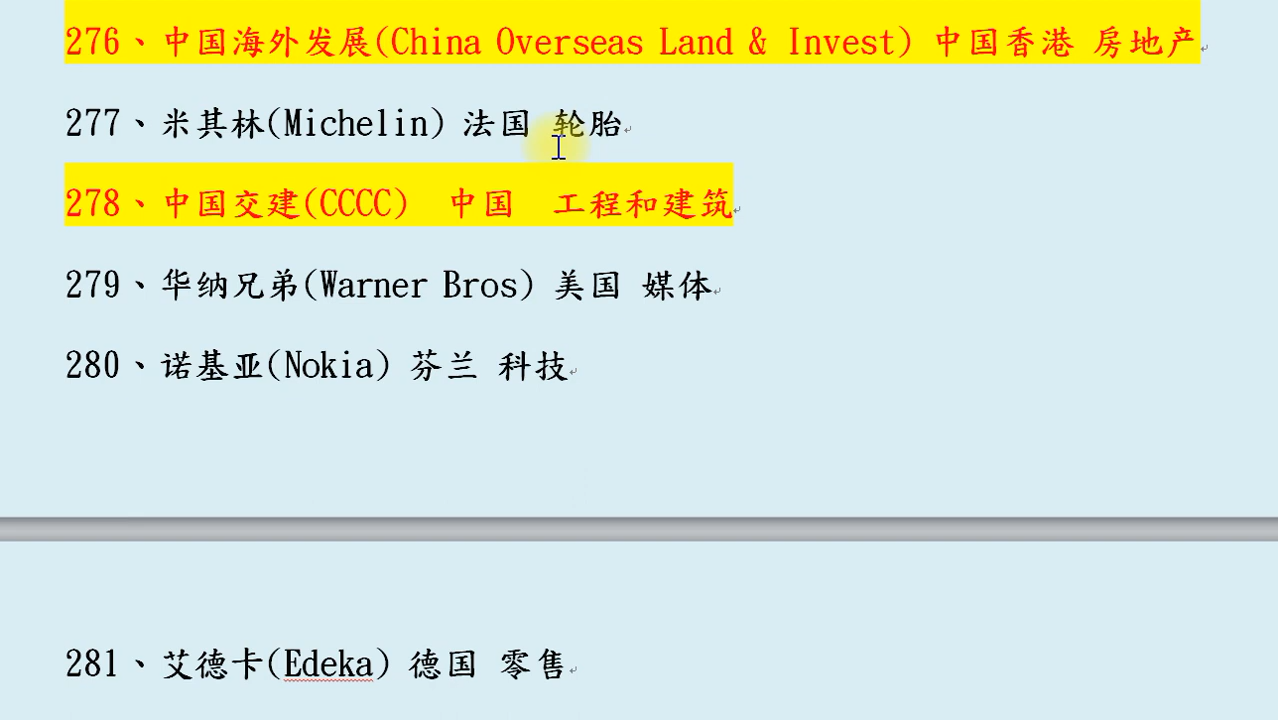 276、中国海外发展(China Overseas Land & Invest) 中国香港 房地产
277、米其林(Michelin) 法国 轮胎
278、中国交建(CCCC) 中国 工程和建筑
279、华纳兄弟(Warner Bros) 美国 媒体
280、诺基亚(Nokia) 芬兰 科技
281、艾德卡(Edeka) 德国 零售